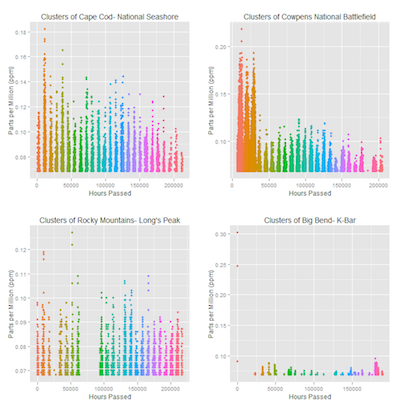 Clusters of Cape Cod- National Seashore
Parts per Million (ppm)
0.18
0.15
0.12
0.10
0.08
0 50000 100000 150000 200000
Hours Passed
Clusters of Cowpens National Battlefield
Parts per Million (ppm)
0.20
0.15
0.10
0 50000 100000 150000 200000
Hours Passed
Clusters of Rocky Mountains- Long's Peak
Parts per Million (ppm)
0.12
0.11
0.10
0.09
0.08
0.07
0 50000 100000 150000 200000
Hours Passed
Clusters of Big Bend- K-Bar
Parts per Million (ppm)
0.30
0.25
0.20
0.15
0.10
0 50000 100000 150000
Hours Passed